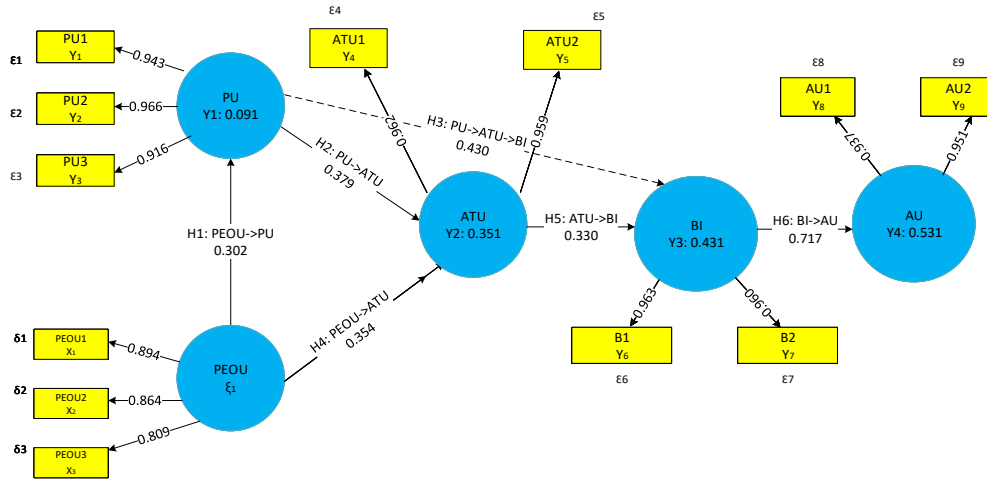 ε4
ε5
ε1
PU1
Y₁
0.943
ATU1
Y₄
ATU2
Y₅
ε8
ε9
ε2
PU2
Y₂
0.966
PU
Y1: 0.091
AU1
Y₈
AU2
Y₉
ε3
PU3
Y₃
0.916
H3: PU->ATU->BI
0.430
0.962
0.959
0.937
0.951
H2: PU->ATU
0.379
H1: PEOU->PU
0.302
ATU
Y2: 0.351
H5: ATU->BI
0.330
BI
Y3: 0.431
H6: BI->AU
0.717
AU
Y4: 0.531
H4: PEOU->ATU
0.354
0.963
0.960
δ1
PEOU1
X₁
0.894
B1
Y₆
B2
Y₇
δ2
PEOU2
X₂
0.864
PEOU
ξ1
ε6
ε7
δ3
PEOU3
X₃
0.809